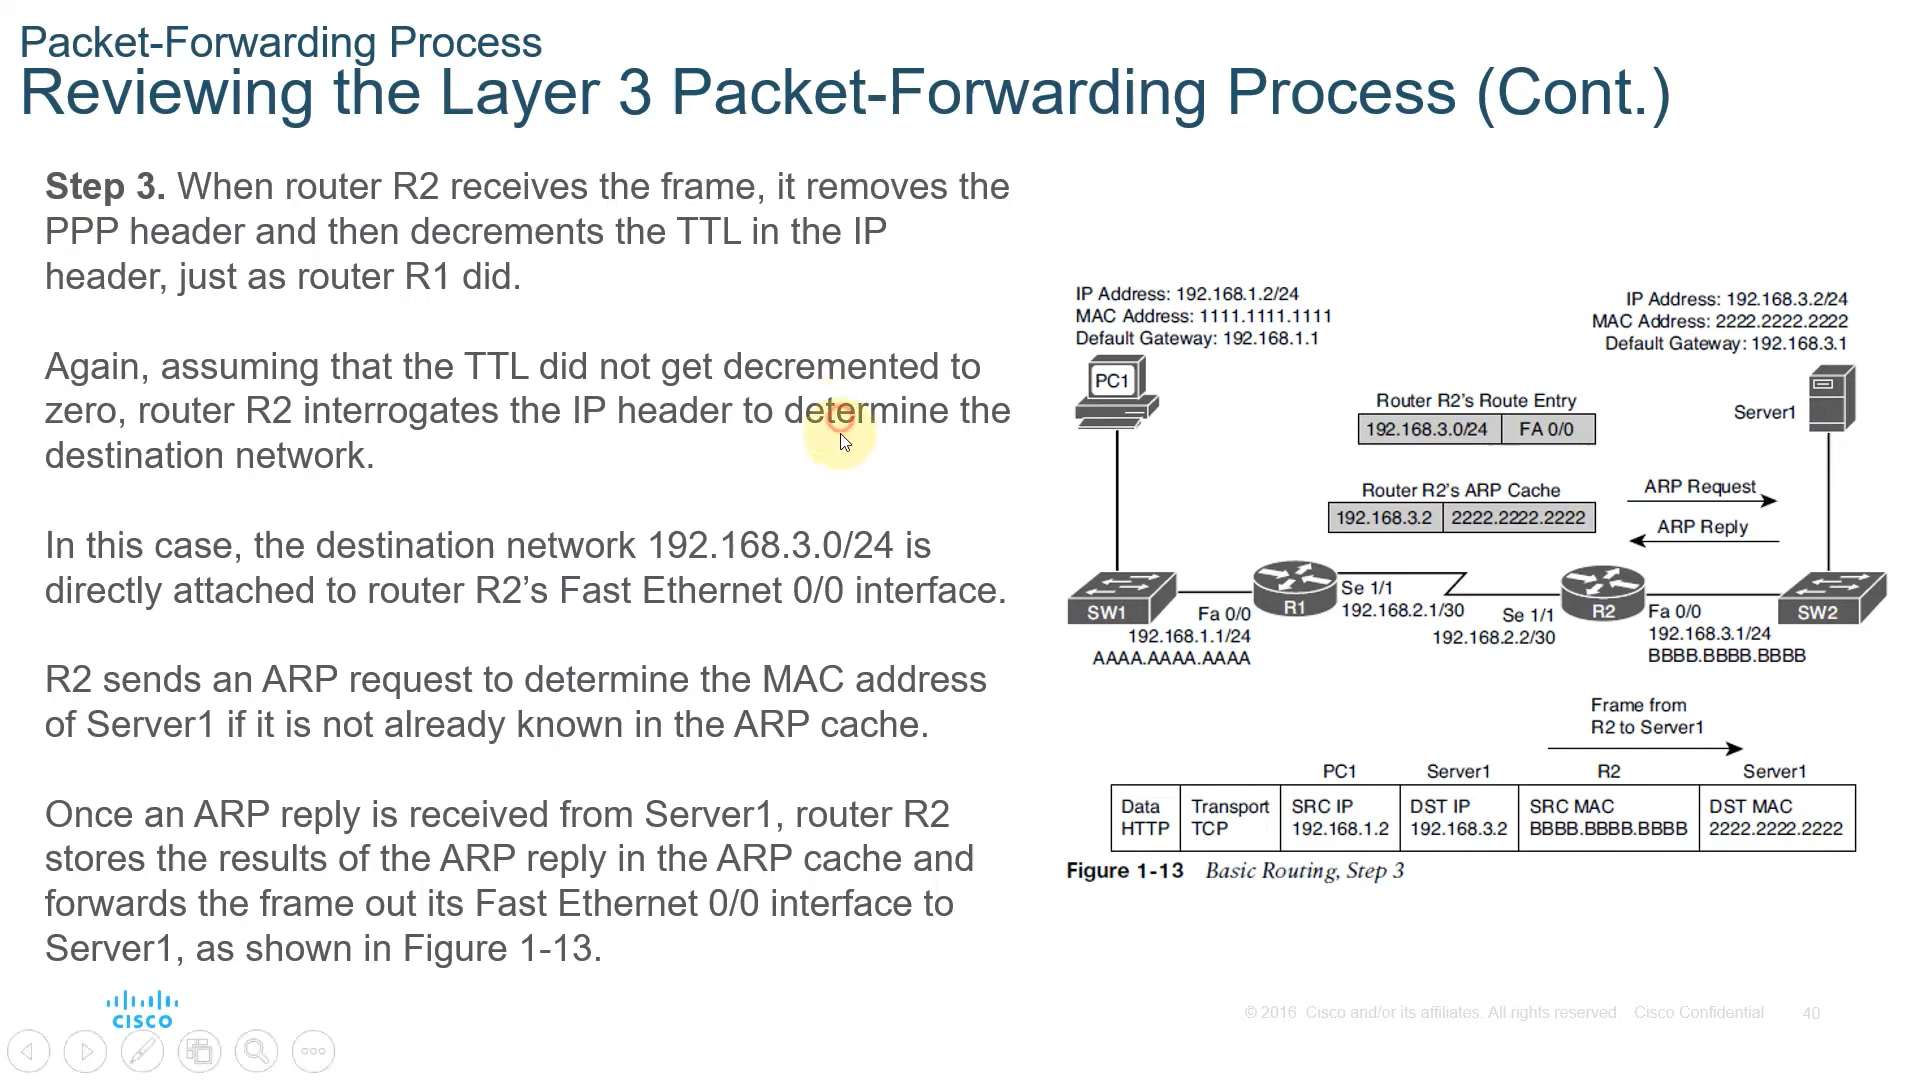 Packet-Forwarding Process
Reviewing the Layer 3 Packet-Forwarding Process (Cont.)
Step 3. When router R2 receives the frame, it removes the
PPP header and then decrements the TTL in the IP
header, just as router R1 did.
Again, assuming that the TTL did not get decremented to
zero, router R2 interrogates the IP header to determine the
destination network.
In this case, the destination network 192.168.3.0/24 is
directly attached to router R2’s Fast Ethernet 0/0 interface.
R2 sends an ARP request to determine the MAC address
of Server1 if it is not already known in the ARP cache.
Once an ARP reply is received from Server1, router R2
stores the results of the ARP reply in the ARP cache and
forwards the frame out its Fast Ethernet 0/0 interface to
Server1, as shown in Figure 1-13.
IP Address: 192.168.1.2/24
MAC Address: 1111.1111.1111
Default Gateway: 192.168.1.1
IP Address: 192.168.3.2/24
MAC Address: 2222.2222.2222
Default Gateway: 192.168.3.1
PC1
Server1
Router R2's Route Entry
192.168.3.0/24 FA 0/0
Router R2's ARP Cache
192.168.3.2 2222.2222.2222
ARP Request
ARP Reply
SW1
Fa 0/0
192.168.1.1/24
AAAA.AAAA.AAAA
R1
Se 1/1
192.168.2.1/30
Se 1/1
192.168.2.2/30
R2
Fa 0/0
192.168.3.1/24
BBBB.BBBB.BBBB
SW2
Frame from
R2 to Server1
PC1 Server1 R2 Server1
Data Transport SRC IP DST IP SRC MAC DST MAC
HTTP TCP 192.168.1.2 192.168.3.2 BBBB.BBBB.BBBB 2222.2222.2222
Figure 1-13 Basic Routing, Step 3
CISCO
© 2016 Cisco and/or its affiliates. All rights reserved. Cisco Confidential 40